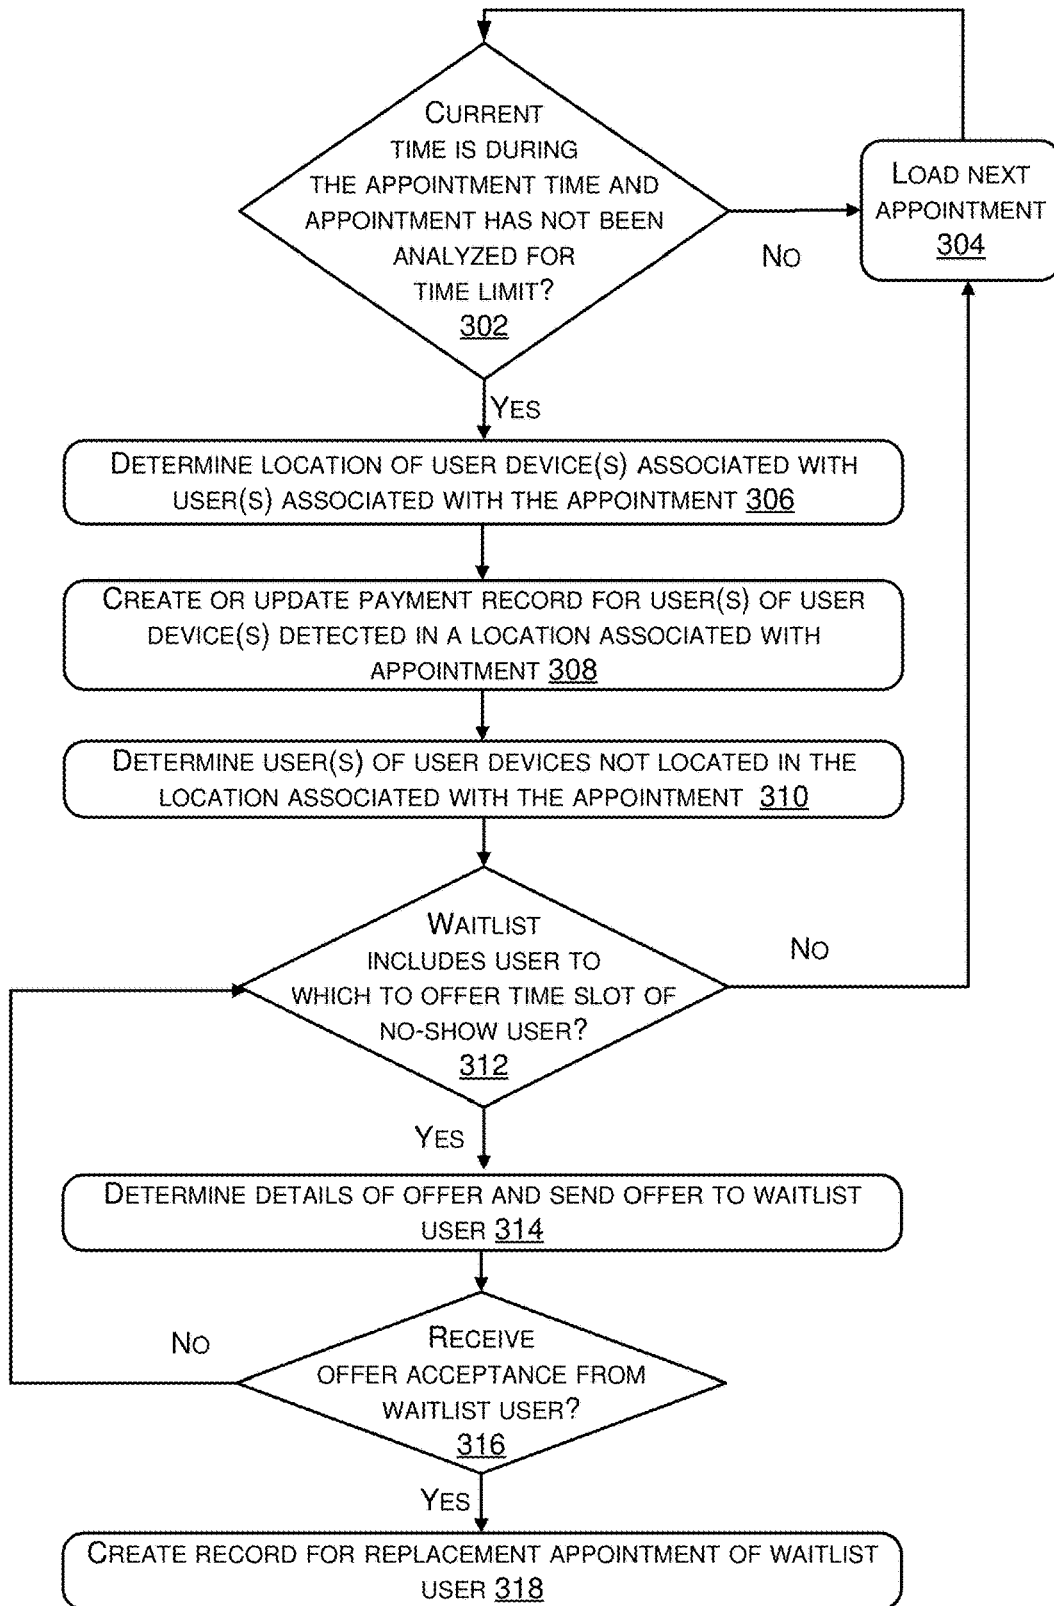 CURRENT
TIME IS DURING
THE APPOINTMENT TIME AND
APPOINTMENT HAS NOT BEEN
ANALYZED FOR
TIME LIMIT?
302
LOAD NEXT
APPOINTMENT
304
NO
YES
DETERMINE LOCATION OF USER DEVICE(S) ASSOCIATED WITH
USER(S) ASSOCIATED WITH THE APPOINTMENT 306
CREATE OR UPDATE PAYMENT RECORD FOR USER(S) OF USER
DEVICE(S) DETECTED IN A LOCATION ASSOCIATED WITH
APPOINTMENT 308
DETERMINE USER(S) OF USER DEVICES NOT LOCATED IN THE
LOCATION ASSOCIATED WITH THE APPOINTMENT 310
WAITLIST
INCLUDES USER TO
WHICH TO OFFER TIME SLOT OF
NO-SHOW USER?
312
NO
YES
DETERMINE DETAILS OF OFFER AND SEND OFFER TO WAITLIST
USER 314
RECEIVE
OFFER ACCEPTANCE FROM
WAITLIST USER?
316
NO
YES
CREATE RECORD FOR REPLACEMENT APPOINTMENT OF WAITLIST
USER 318